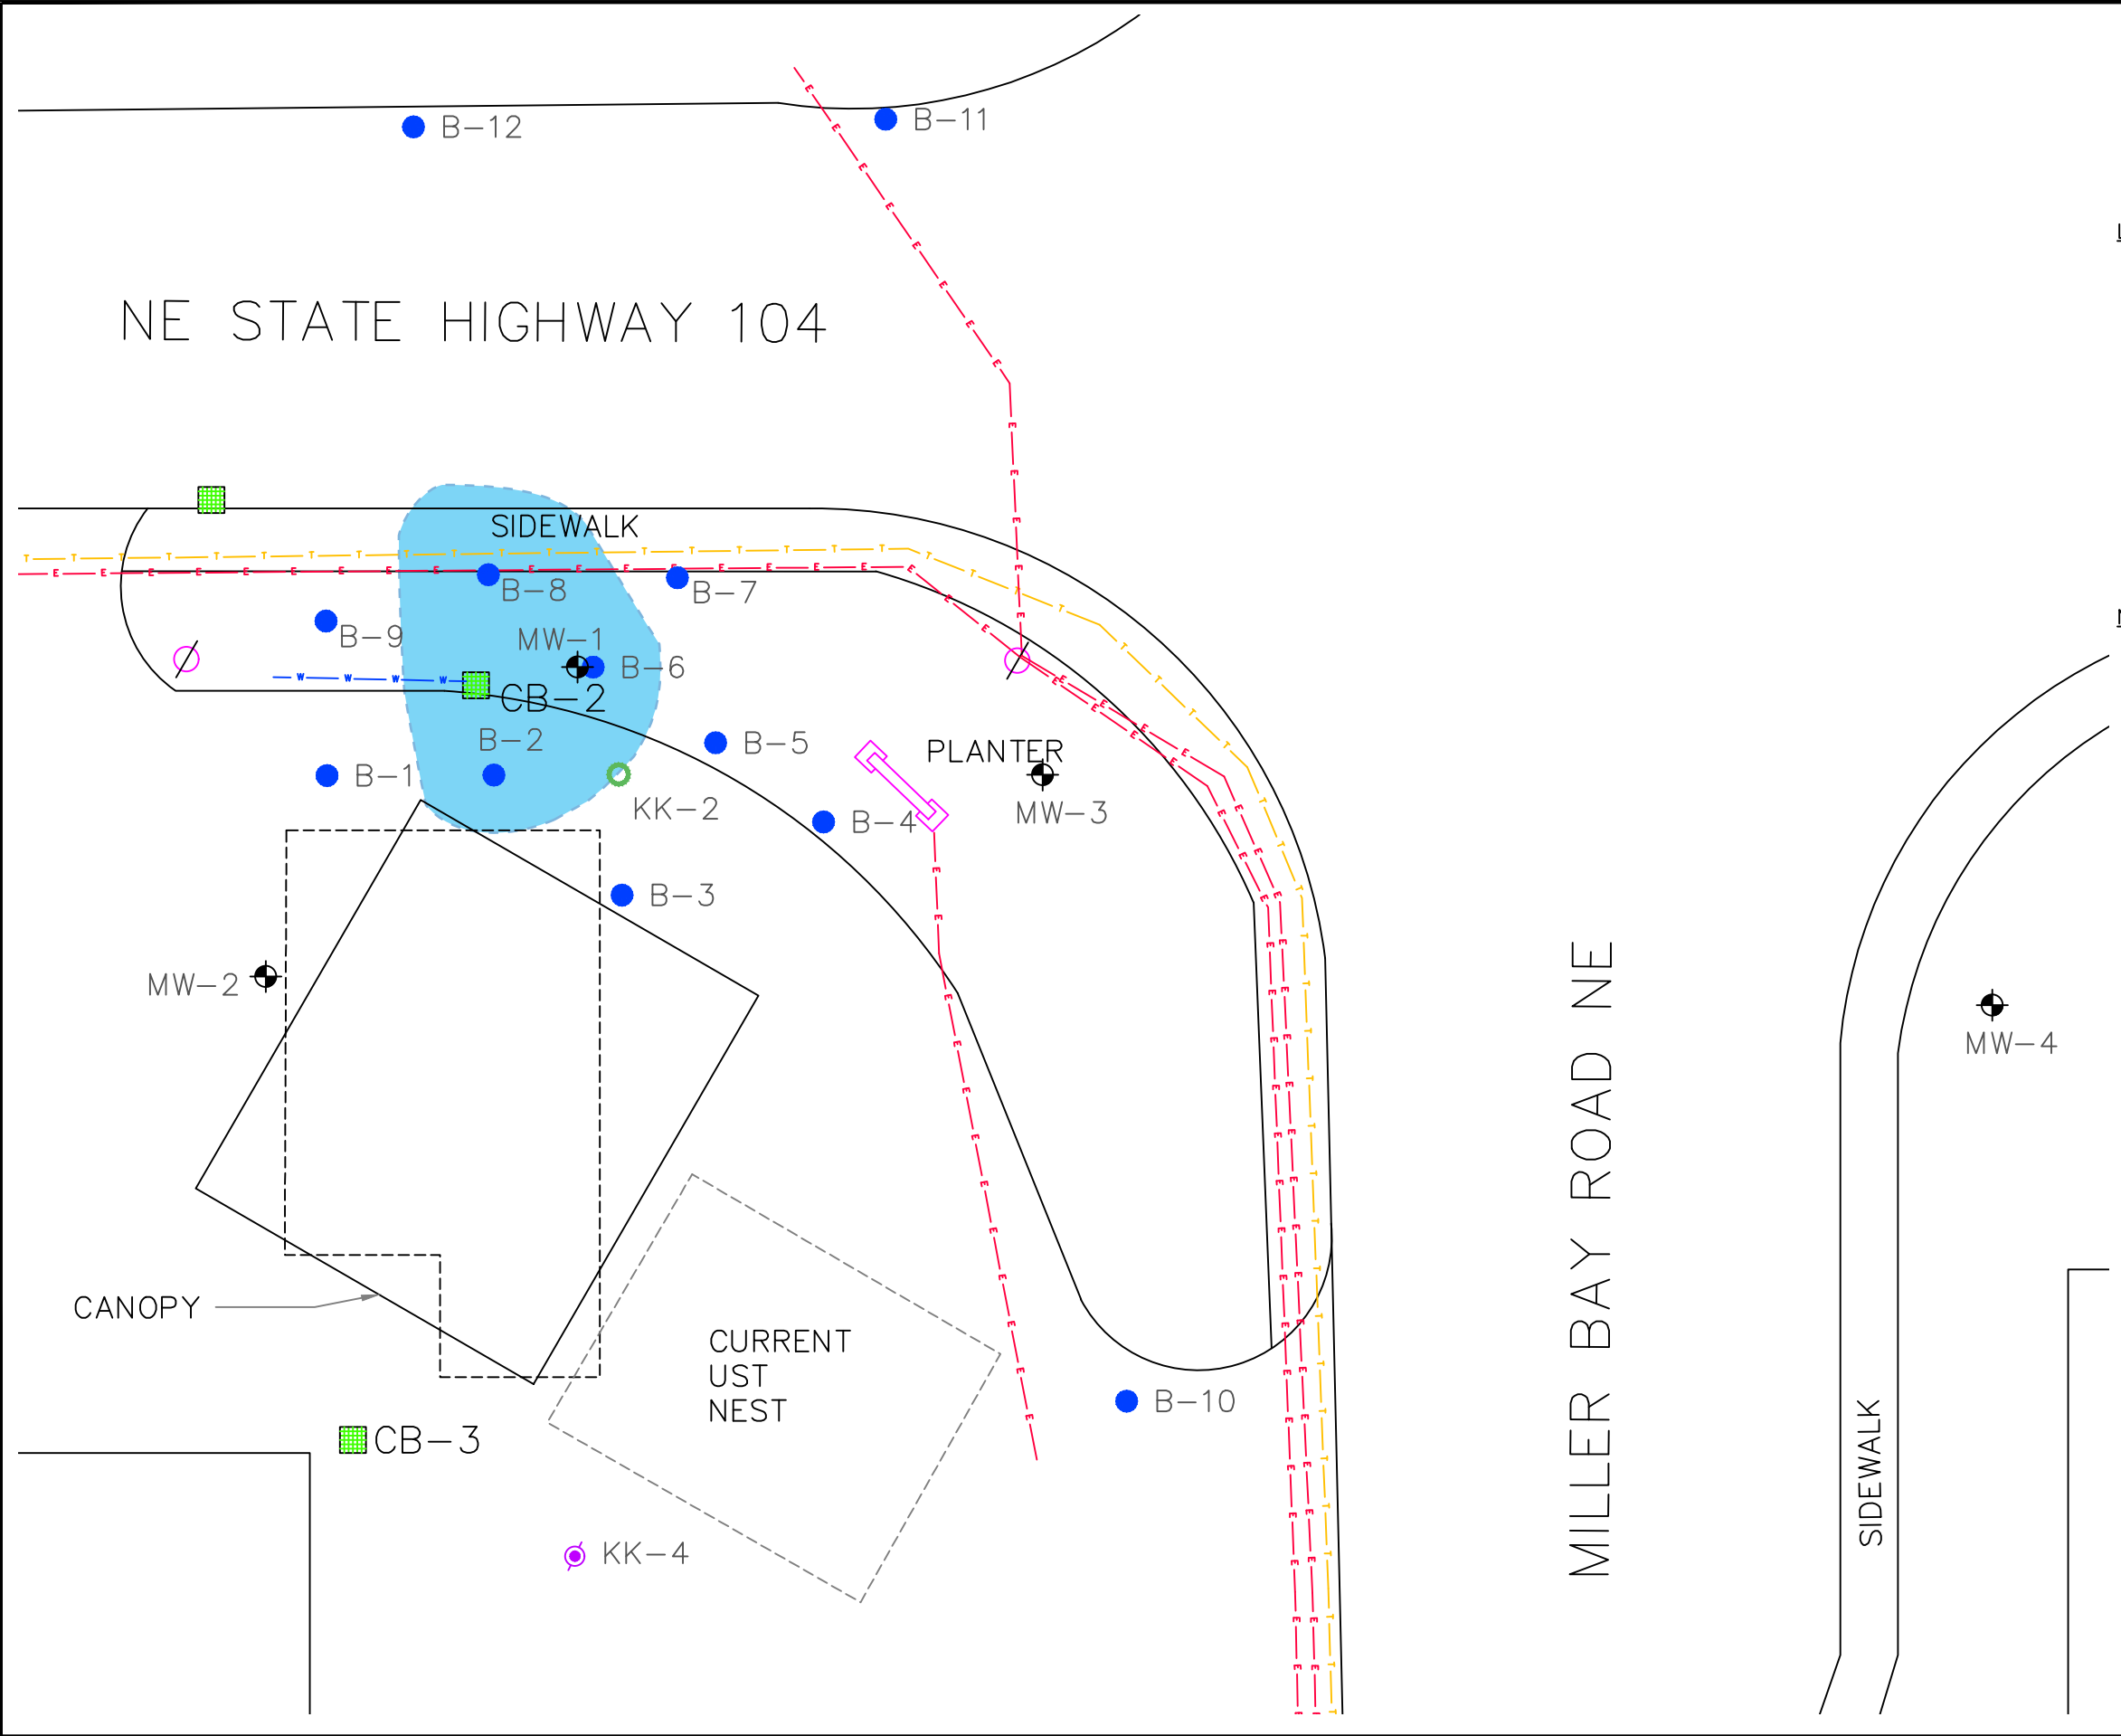 B-12
B-11
NE STATE HIGHWAY 104
SIDEWALK
B-8
B-7
B-9
MW-1
B-6
CB-2
B-2
B-5
PLANTER
B-1
KK-2
B-4
MW-3
B-3
MW-2
MW-4
MILLER BAY ROAD NE
CANOPY
CURRENT
UST
NEST
B-10
CB-3
SIDEWALK
KK-4